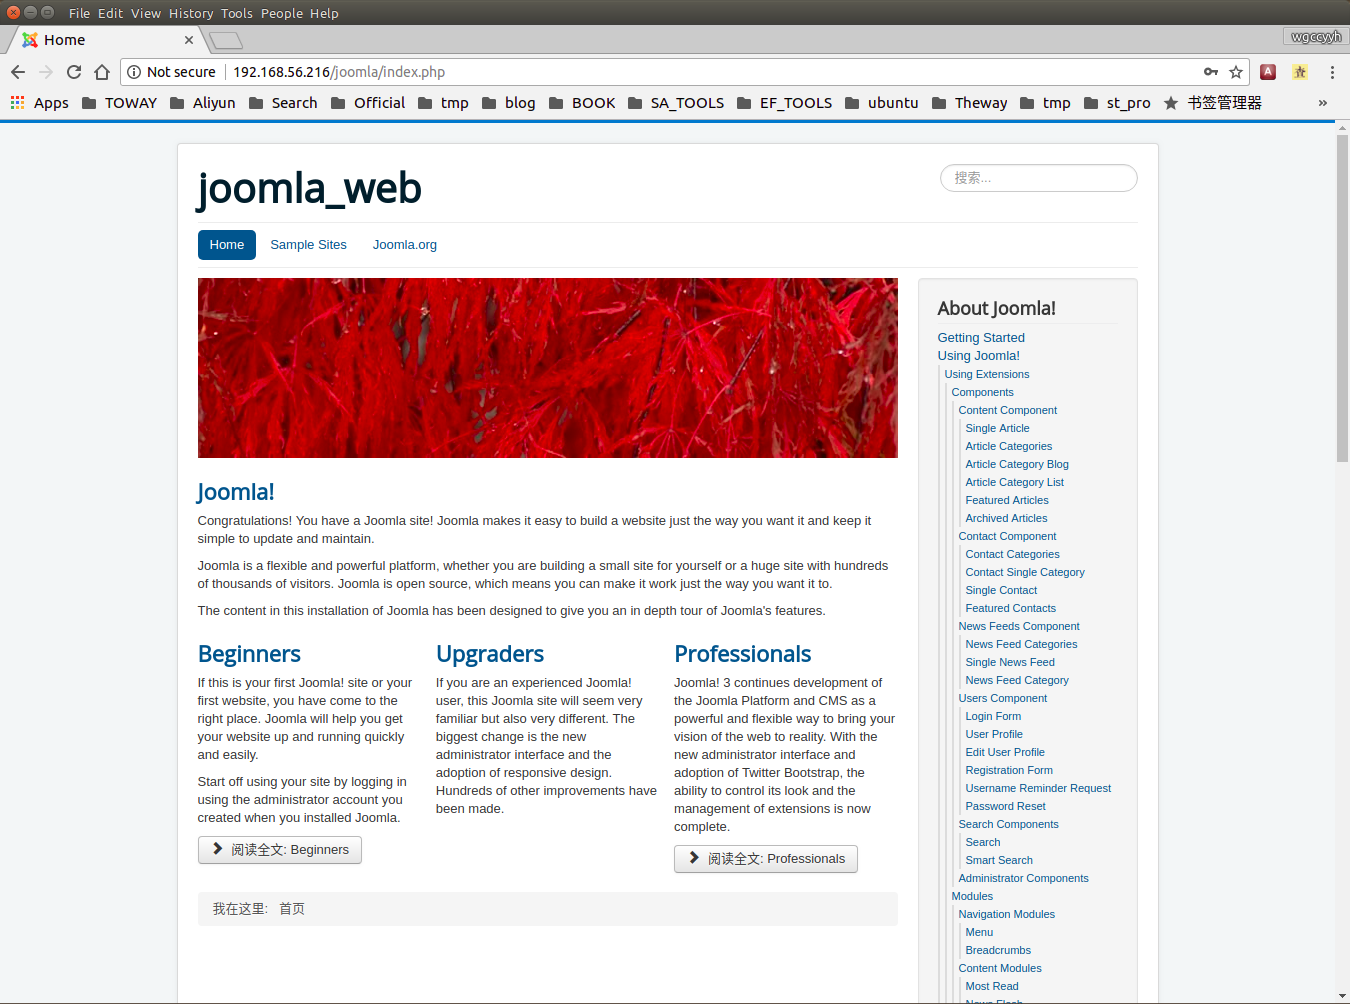 File Edit View History Tools People Help
Home
wgccyyh
Not secure 192.168.56.216/joomla/index.php
Apps TOWAY Aliyun Search Official tmp blog BOOK SA_TOOLS EF_TOOLS ubuntu Theway tmp st_pro 书签管理器 »
joomla_web
搜索...
Home Sample Sites Joomla.org
Joomla!
Congratulations! You have a Joomla site! Joomla makes it easy to build a website just the way you want it and keep it
simple to update and maintain.
Joomla is a flexible and powerful platform, whether you are building a small site for yourself or a huge site with hundreds
of thousands of visitors. Joomla is open source, which means you can make it work just the way you want it to.
The content in this installation of Joomla has been designed to give you an in depth tour of Joomla's features.
Beginners
If this is your first Joomla! site or your
first website, you have come to the
right place. Joomla will help you get
your website up and running quickly
and easily.
Start off using your site by logging in
using the administrator account you
created when you installed Joomla.
阅读全文: Beginners
Upgraders
If you are an experienced Joomla!
user, this Joomla site will seem very
familiar but also very different. The
biggest change is the new
administrator interface and the
adoption of responsive design.
Hundreds of other improvements have
been made.
Professionals
Joomla! 3 continues development of
the Joomla Platform and CMS as a
powerful and flexible way to bring your
vision of the web to reality. With the
new administrator interface and
adoption of Twitter Bootstrap, the
ability to control its look and the
management of extensions is now
complete.
阅读全文: Professionals
我在这里: 首页
About Joomla!
Getting Started
Using Joomla!
Using Extensions
Components
Content Component
Single Article
Article Categories
Article Category Blog
Article Category List
Featured Articles
Archived Articles
Contact Component
Contact Categories
Contact Single Category
Single Contact
Featured Contacts
News Feeds Component
News Feed Categories
Single News Feed
News Feed Category
Users Component
Login Form
User Profile
Edit User Profile
Registration Form
Username Reminder Request
Password Reset
Search Components
Search
Smart Search
Administrator Components
Modules
Navigation Modules
Menu
Breadcrumbs
Content Modules
Most Read
News Flash